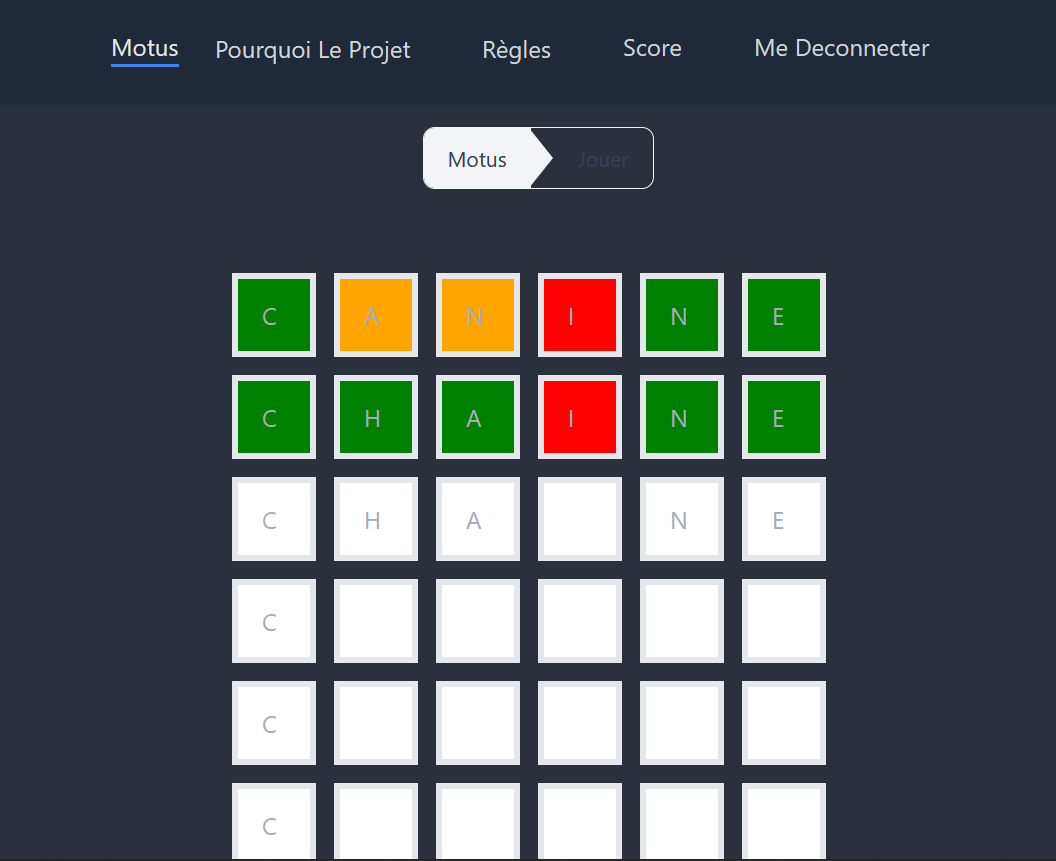 Motus Pourquoi Le Projet Règles Score Me Deconnecter
Motus Jouer
C A N I N E
C H A I N E
C H A N E
C
C
C